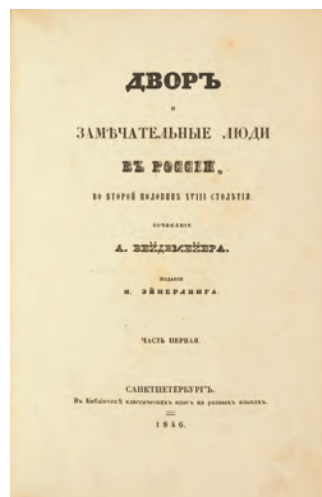 ДВОРЪ
и
ЗАМѢЧАТЕЛЬНЫЕ ЛЮДИ
ВЪ РОССІИ,
ВО ВТОРОЙ ПОЛОВИНѢ XVIII СТОЛѢТІЯ.
СОЧИНЕНІЕ
А. ВЕЙДЕМЕЙЕРА.
ИЗДАНІЕ
И. ЭЙНЕРЛИНГА.
ЧАСТЬ ПЕРВАЯ.
САНКТПЕТЕРБУРГЪ.
Въ Библіотекѣ классическихъ книгъ на разныхъ языкахъ.
1846.